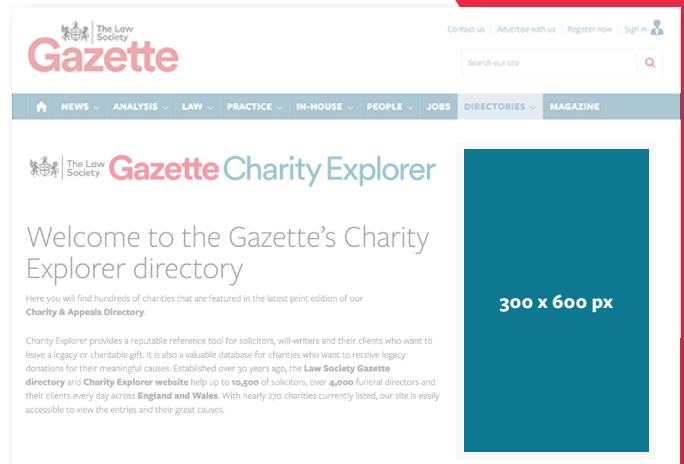 The Law
Society
Gazette
Contact us Advertise with us Register now Sign in
Search our site
NEWS ANALYSIS LAW PRACTICE IN-HOUSE PEOPLE JOBS DIRECTORIES MAGAZINE
The Law
Society
Gazette Charity Explorer
Welcome to the Gazette's Charity
Explorer directory
Here you will find hundreds of charities that are featured in the latest print edition of our
Charity & Appeals Directory.
Charity Explorer provides a reputable reference tool for solicitors, will-writers and their clients who want to
leave a legacy or charitable gift. It is also a valuable database for charities who want to receive legacy
donations for their meaningful causes. Established over 30 years ago, the Law Society Gazette
directory and Charity Explorer website help up to 10,500 of solicitors, over 4,000 funeral directors and
their clients every day across England and Wales. With nearly 270 charities currently listed, our site is easily
accessible to view the entries and their great causes.
300 x 600 px